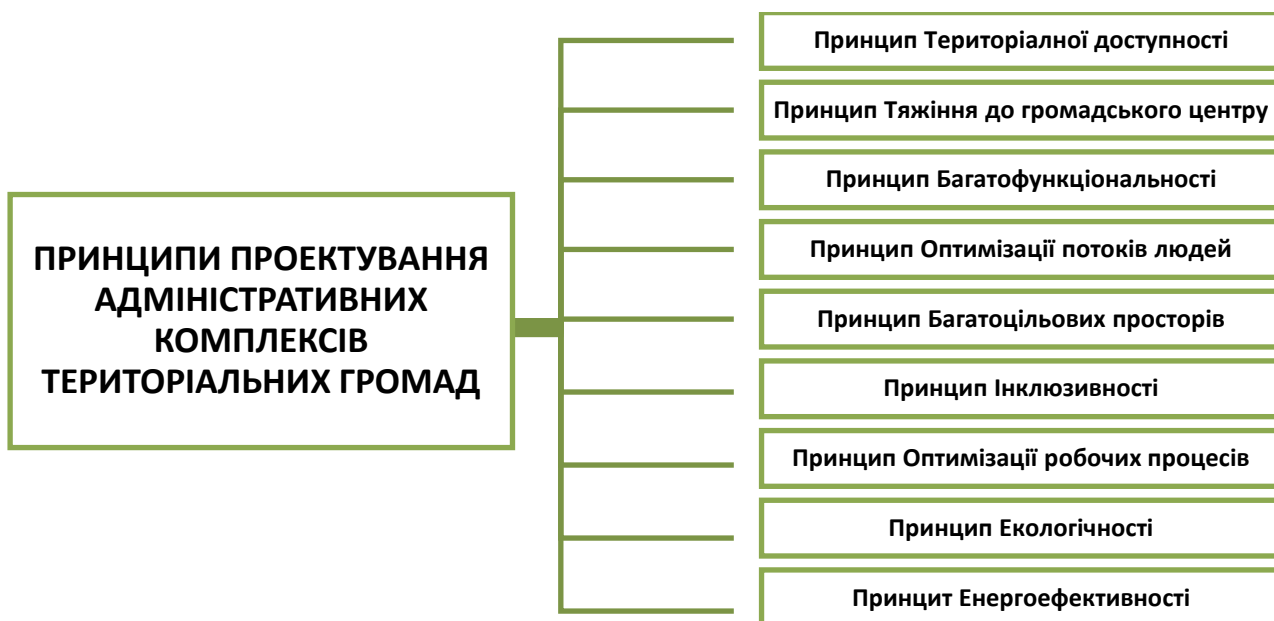 ПРИНЦИПИ ПРОЕКТУВАННЯ
АДМІНІСТРАТИВНИХ
КОМПЛЕКСІВ
ТЕРИТОРІАЛЬНИХ ГРОМАД
Принцип Територіалної доступності
Принцип Тяжіння до громадського центру
Принцип Багатофункціональності
Принцип Оптимізації потоків людей
Принцип Багатоцільових просторів
Принцип Інклюзивності
Принцип Оптимізації робочих процесів
Принцип Екологічності
Принцит Енергоефективності